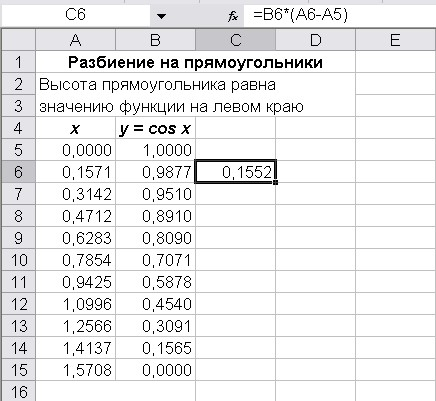 C6 fx =B6*(A6-A5)
A B C D E
1 Разбиение на прямоугольники
2 Высота прямоугольника равна
3 значению функции на левом краю
4 x y = cos x
5 0,0000 1,0000
6 0,1571 0,9877 0,1552
7 0,3142 0,9510
8 0,4712 0,8910
9 0,6283 0,8090
10 0,7854 0,7071
11 0,9425 0,5878
12 1,0996 0,4540
13 1,2566 0,3091
14 1,4137 0,1565
15 1,5708 0,0000
16